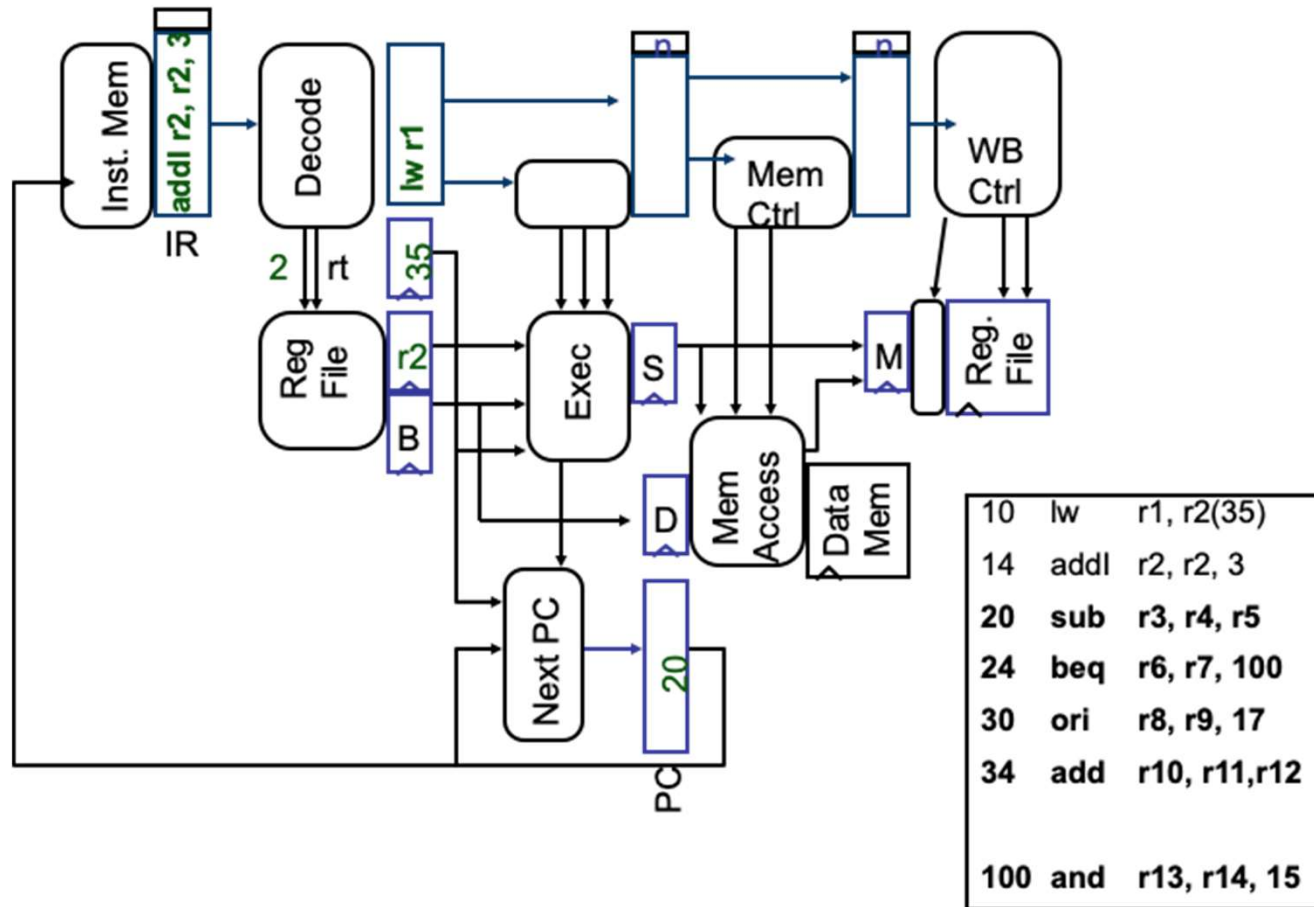 Inst. Mem
addI r2, r2, 3
IR
Decode
lw r1
n
n
Mem
Ctrl
WB
Ctrl
2
rt
35
Reg
File
r2
B
Exec
S
M
Reg.
File
D
Mem
Access
Data
Mem
Next PC
20
PC
10 lw r1, r2(35)
14 addI r2, r2, 3
20 sub r3, r4, r5
24 beq r6, r7, 100
30 ori r8, r9, 17
34 add r10, r11,r12
100 and r13, r14, 15